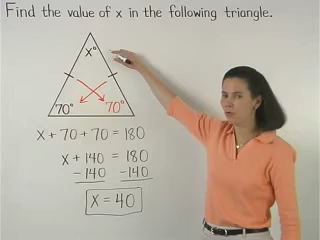 Find the value of x in the following triangle.
x°
70° 70°
x + 70 + 70 = 180
x + 140 = 180
- 140 - 140
x = 40